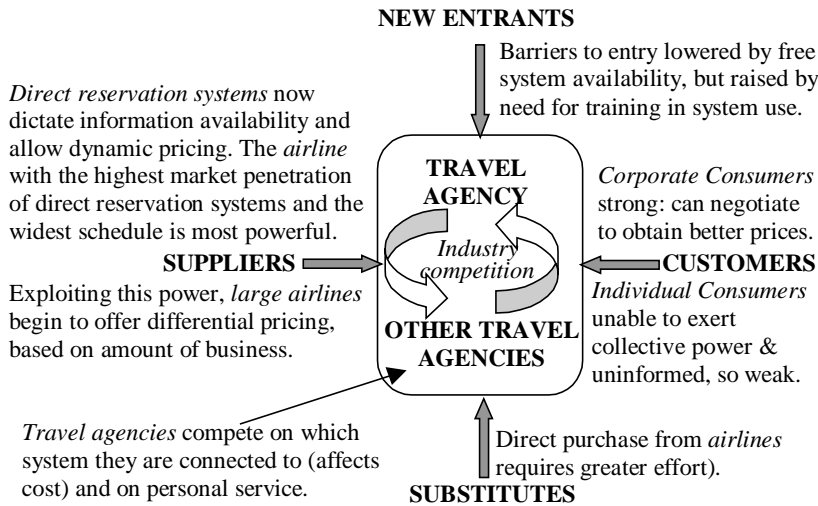 NEW ENTRANTS
Barriers to entry lowered by free
system availability, but raised by
need for training in system use.
Direct reservation systems now
dictate information availability and
allow dynamic pricing. The airline
with the highest market penetration
of direct reservation systems and the
widest schedule is most powerful.
SUPPLIERS
Exploiting this power, large airlines
begin to offer differential pricing,
based on amount of business.
TRAVEL
AGENCY
Industry
competition
OTHER TRAVEL
AGENCIES
Corporate Consumers
strong: can negotiate
to obtain better prices.
CUSTOMERS
Individual Consumers
unable to exert
collective power &
uninformed, so weak.
Travel agencies compete on which
system they are connected to (affects
cost) and on personal service.
Direct purchase from airlines
requires greater effort).
SUBSTITUTES